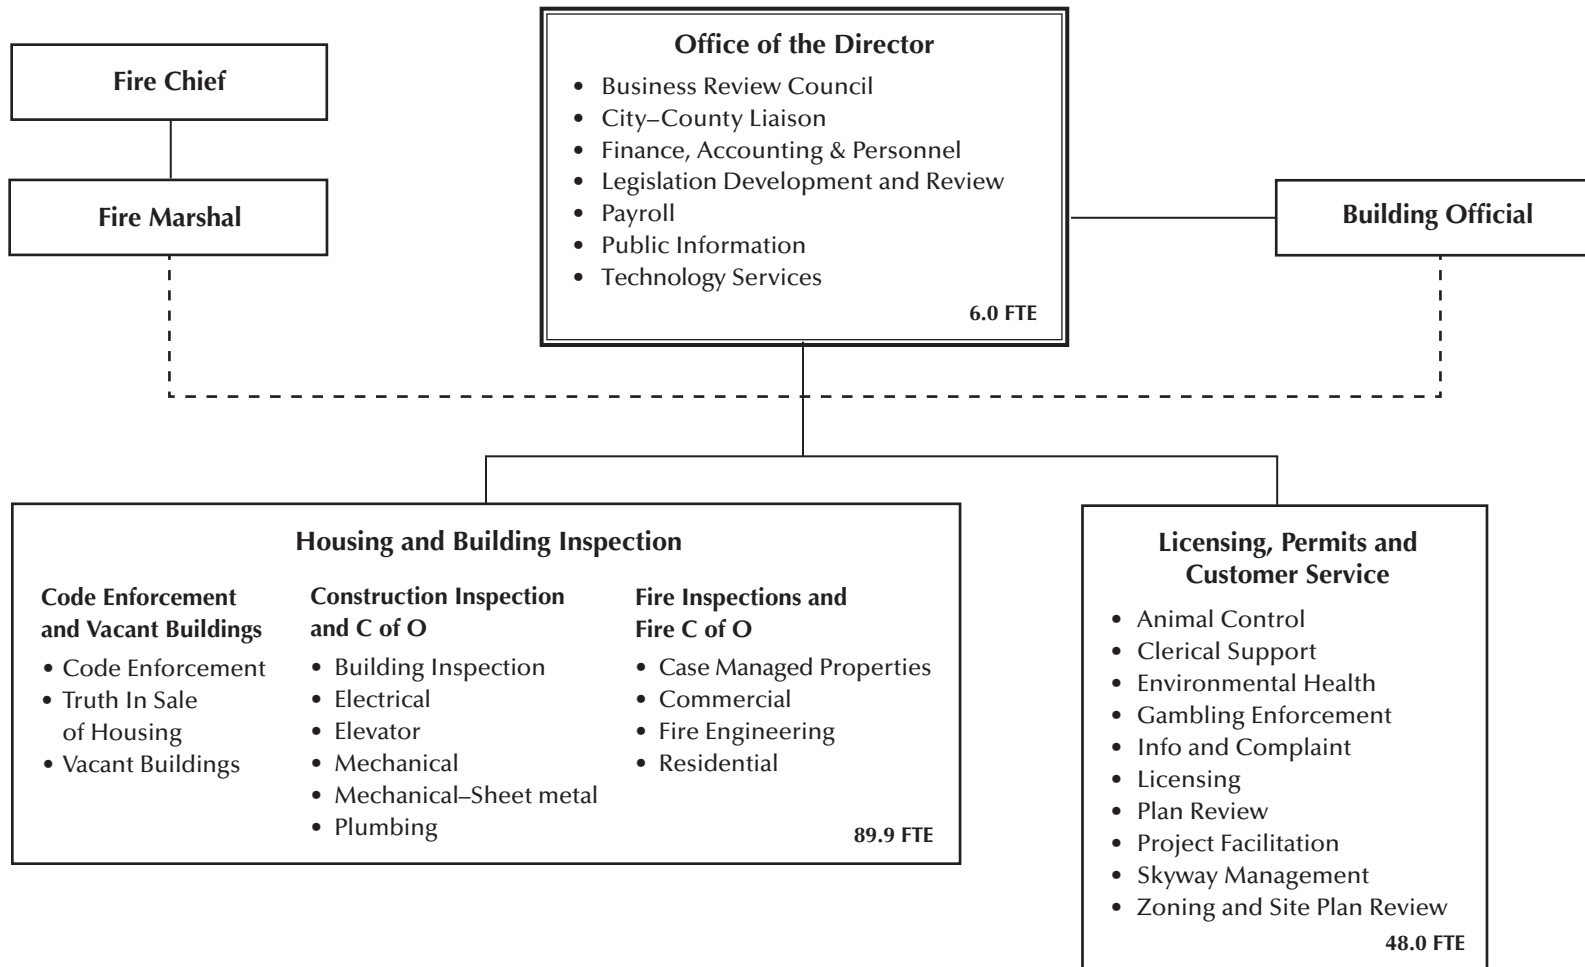 Fire Chief
Fire Marshal
Office of the Director
• Business Review Council
• City–County Liaison
• Finance, Accounting & Personnel
• Legislation Development and Review
• Payroll
• Public Information
• Technology Services
6.0 FTE
Building Official
Housing and Building Inspection
Code Enforcement
and Vacant Buildings
• Code Enforcement
• Truth In Sale
of Housing
• Vacant Buildings
Construction Inspection
and C of O
• Building Inspection
• Electrical
• Elevator
• Mechanical
• Mechanical–Sheet metal
• Plumbing
Fire Inspections and
Fire C of O
• Case Managed Properties
• Commercial
• Fire Engineering
• Residential
89.9 FTE
Licensing, Permits and
Customer Service
• Animal Control
• Clerical Support
• Environmental Health
• Gambling Enforcement
• Info and Complaint
• Licensing
• Plan Review
• Project Facilitation
• Skyway Management
• Zoning and Site Plan Review
48.0 FTE